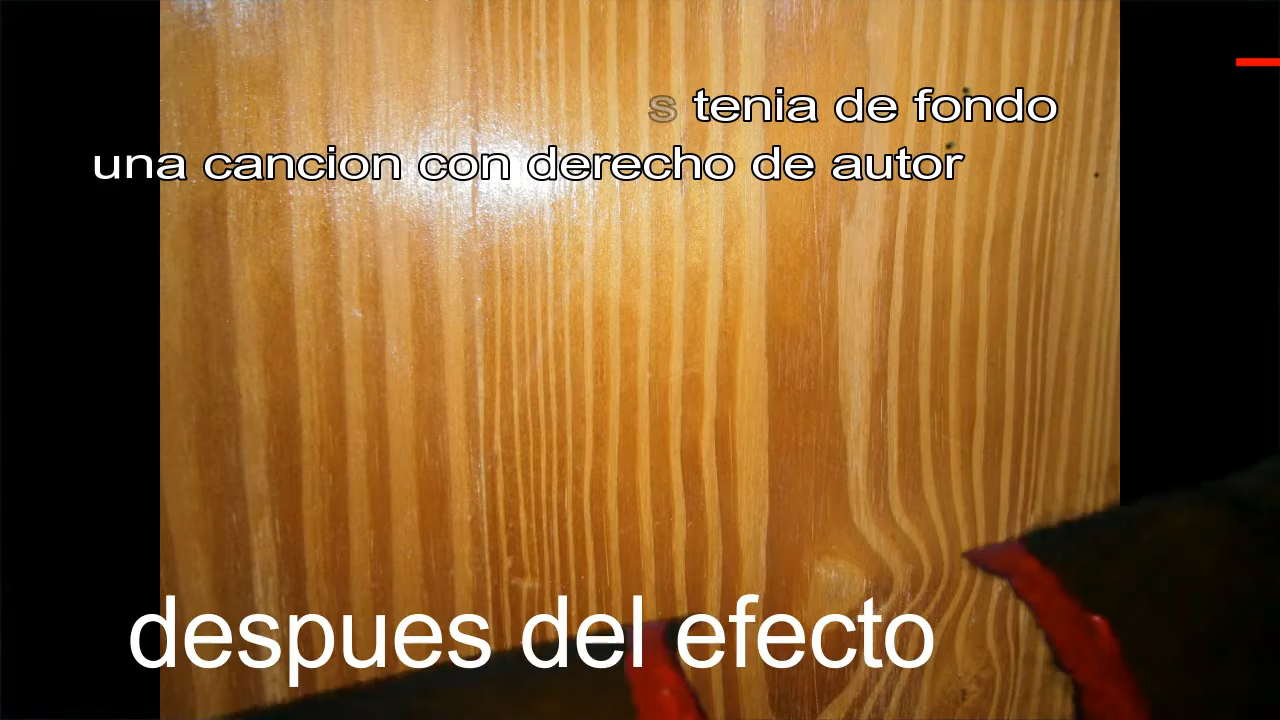 s tenia de fondo
una cancion con derecho de autor
despues del efecto